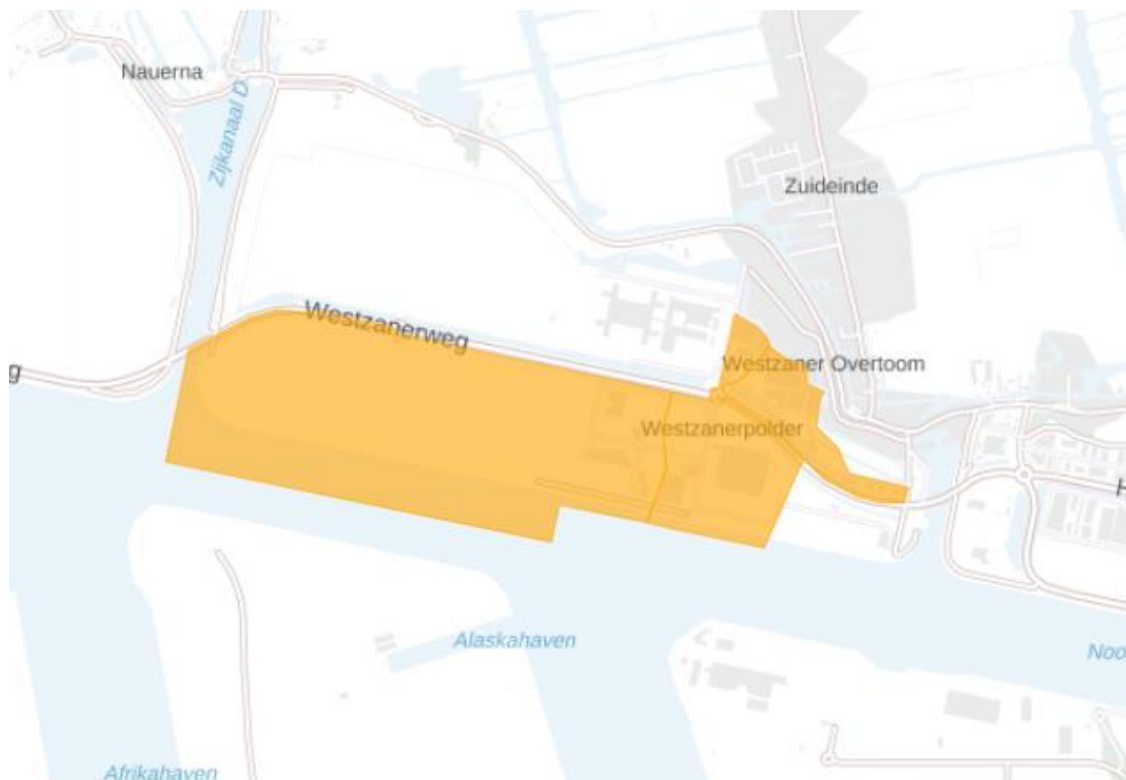 Nauerna
Zijkanaal D
Zuideinde
Westzanerweg
Westzaner Overtoom
g
Westzanerpolder
H
Alaskahaven
Noo
Afrikahaven